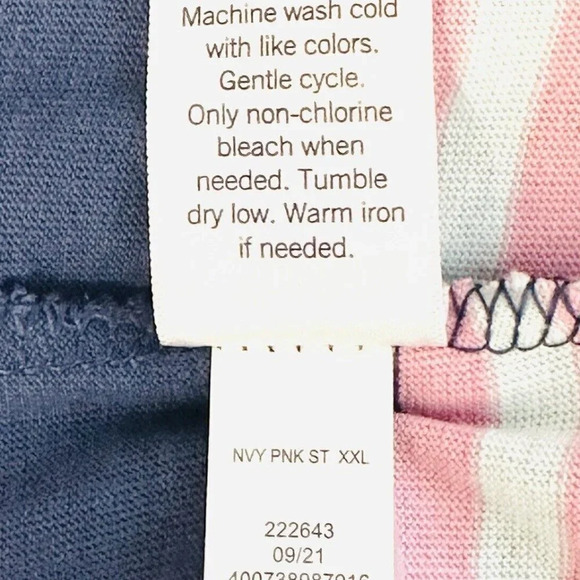 Machine wash cold
with like colors.
Gentle cycle.
Only non-chlorine
bleach when
needed. Tumble
dry low. Warm iron
if needed.
NVY PNK ST XXL
222643
09/21